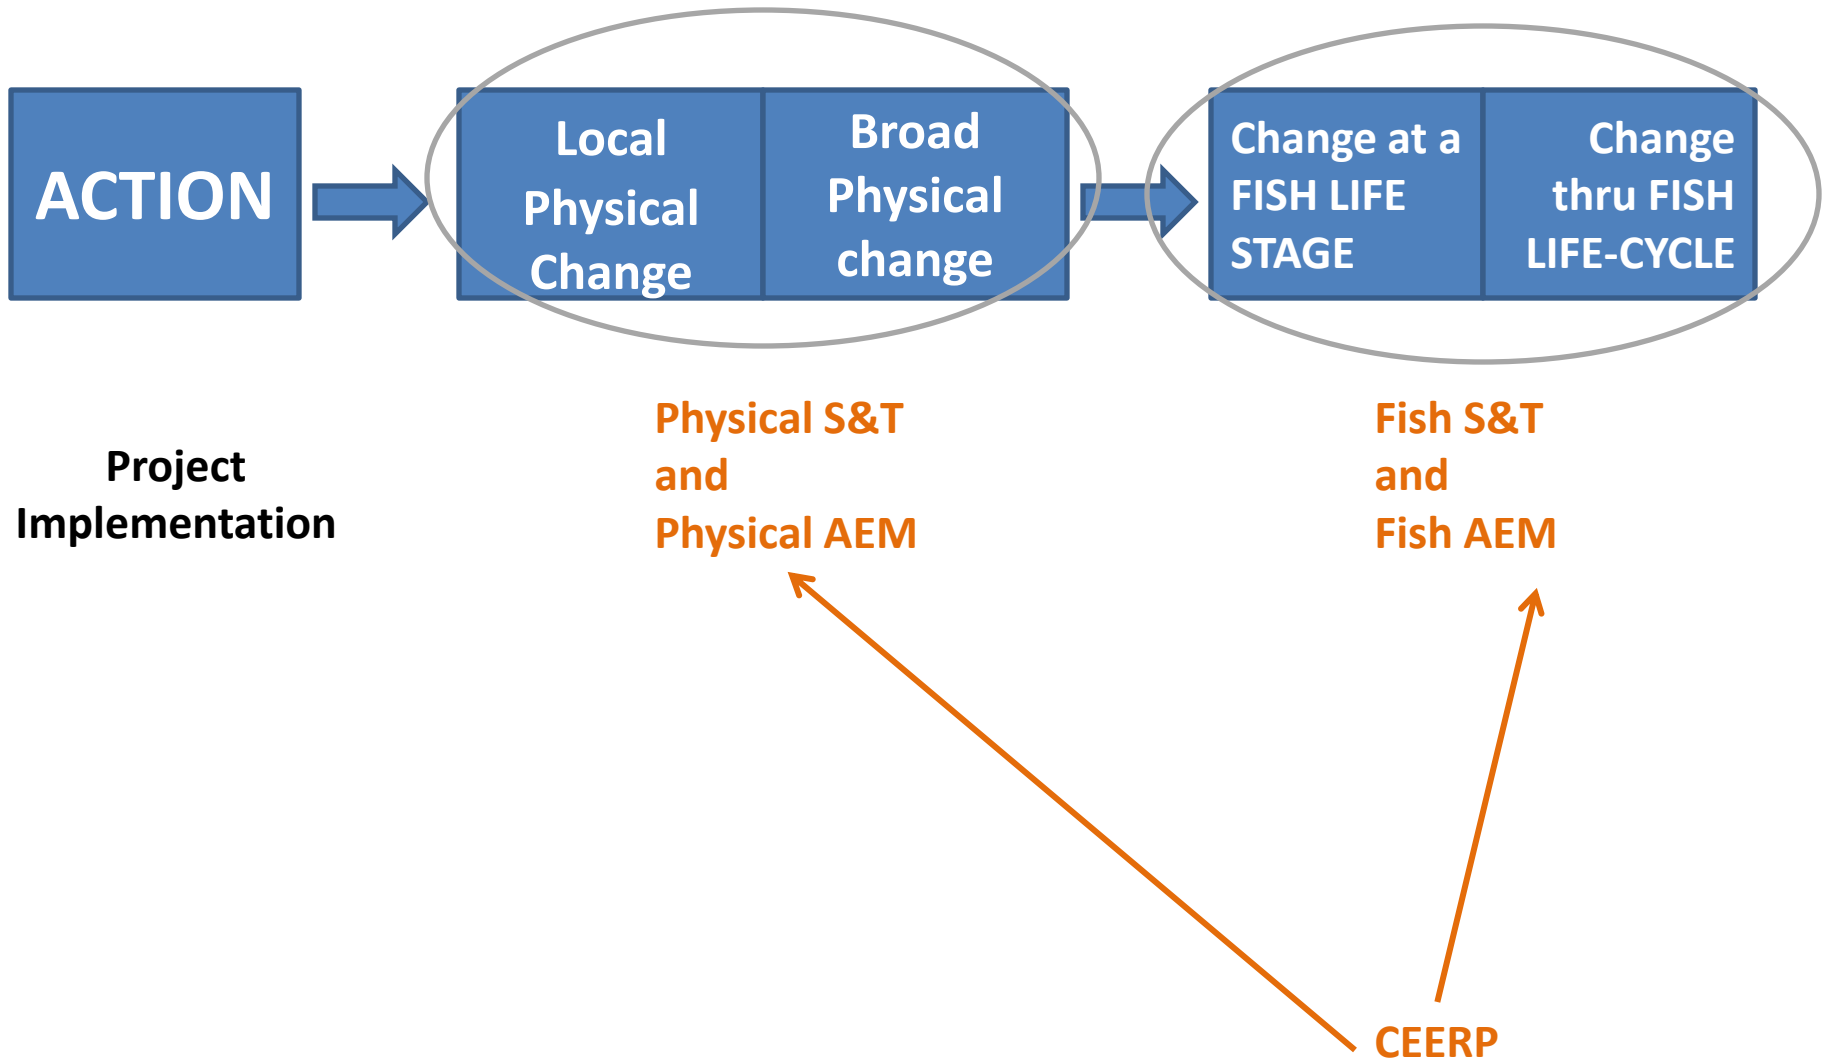 ACTION
Local
Physical
Change
Broad
Physical
change
Change at a
FISH LIFE
STAGE
Change
thru FISH
LIFE-CYCLE
Project
Implementation
Physical S&T
and
Physical AEM
Fish S&T
and
Fish AEM
CEERP